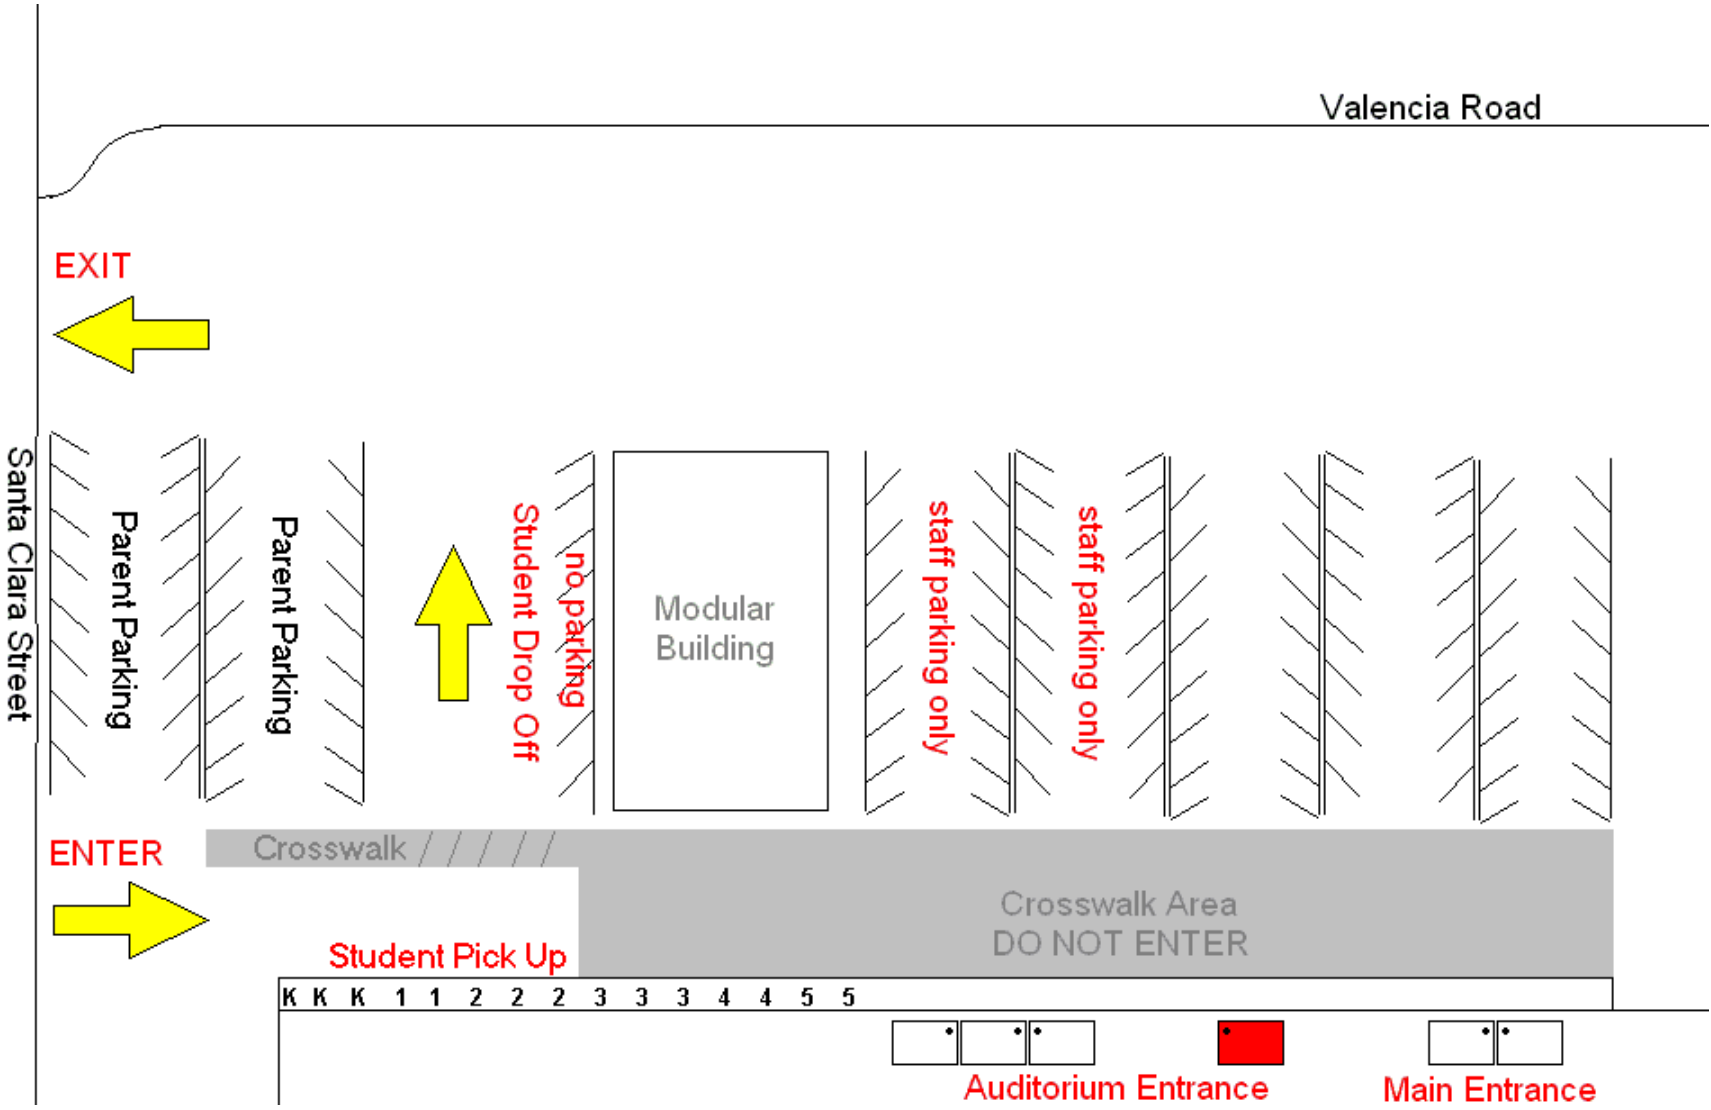 Valencia Road
EXIT
Santa Clara Street
Parent Parking
Parent Parking
Student Drop Off
no parking
Modular
Building
staff parking only
staff parking only
ENTER
Crosswalk
Crosswalk Area
DO NOT ENTER
Student Pick Up
K K K 1 1 2 2 2 3 3 3 4 4 5 5
Auditorium Entrance
Main Entrance